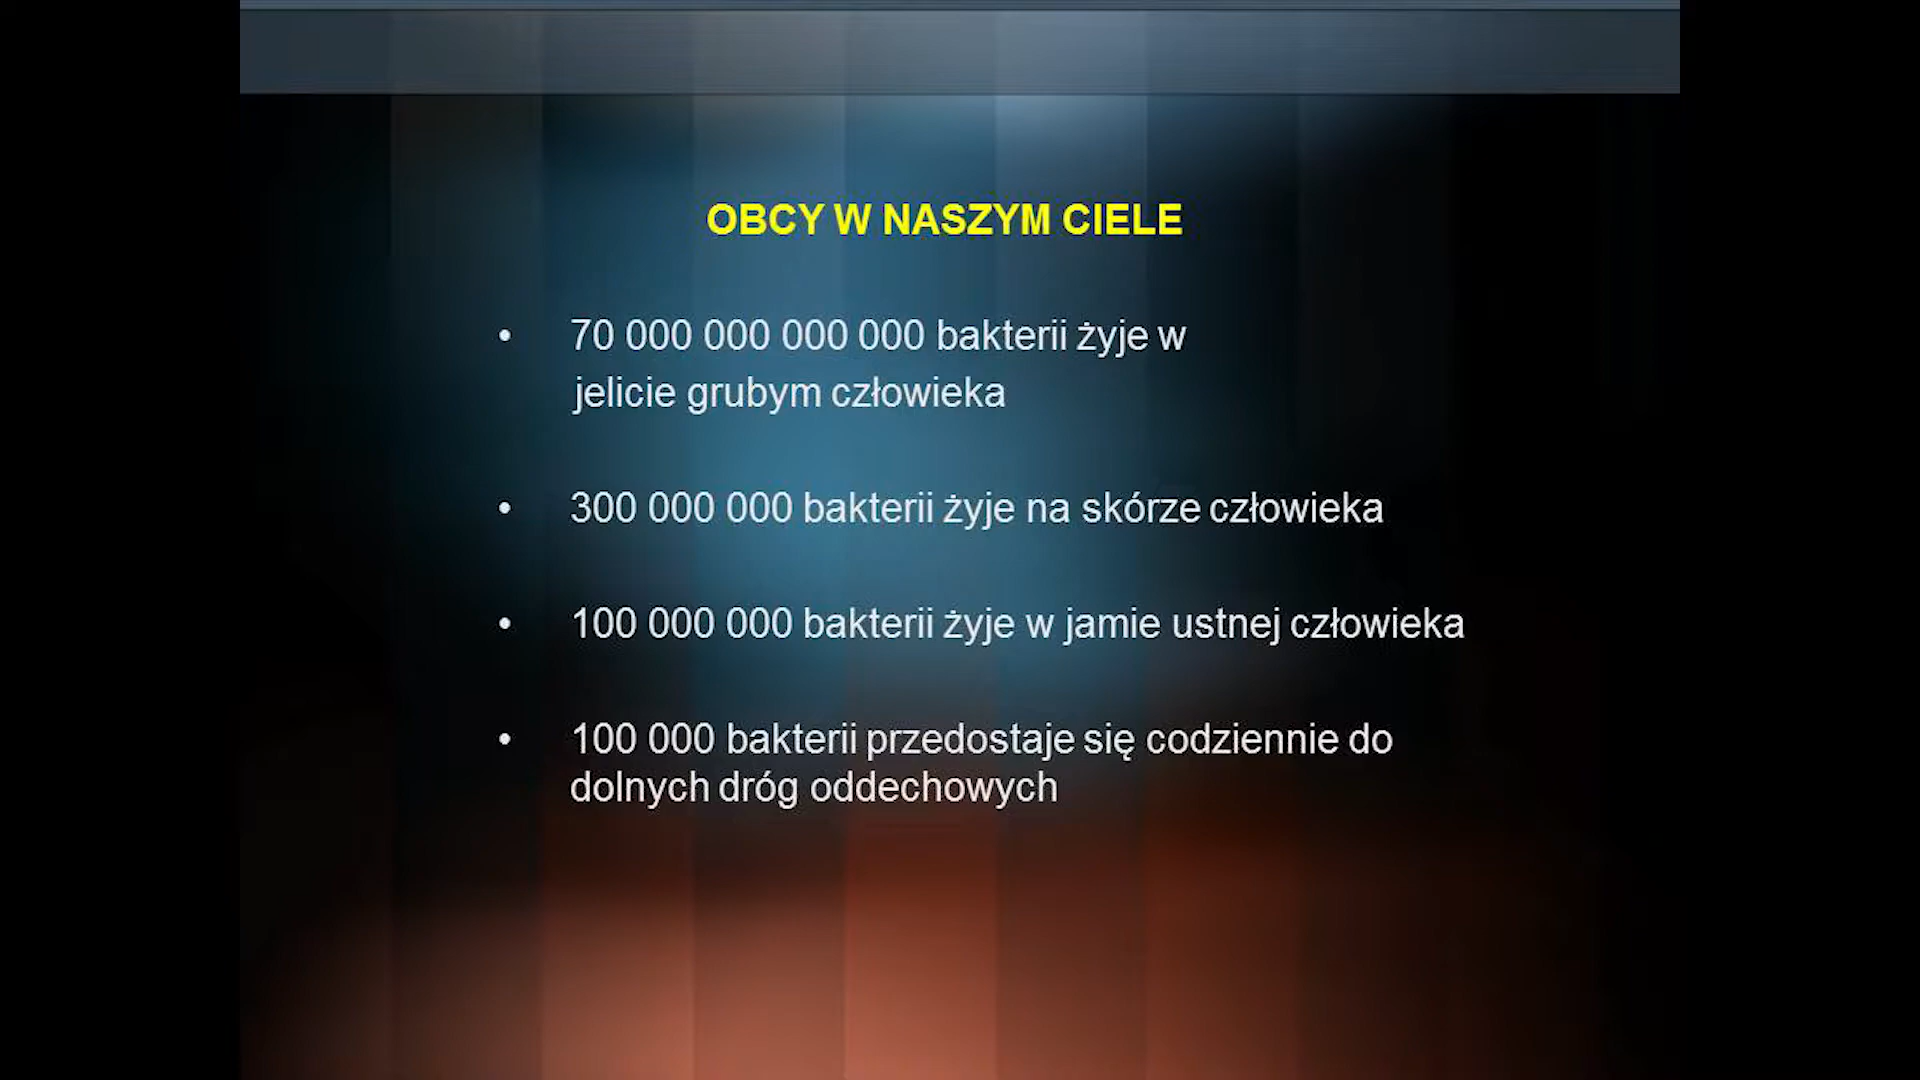 OBCY W NASZYM CIELE
• 70 000 000 000 000 bakterii żyje w
jelicie grubym człowieka
• 300 000 000 bakterii żyje na skórze człowieka
• 100 000 000 bakterii żyje w jamie ustnej człowieka
• 100 000 bakterii przedostaje się codziennie do
dolnych dróg oddechowych